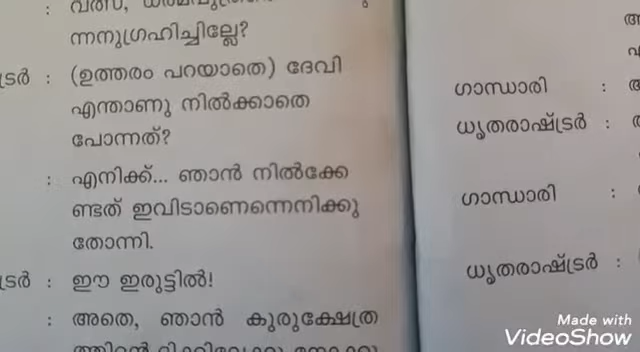 : വത്സ,
ന്നനുഗ്രഹിച്ചില്ലേ?
ട്രർ : (ഉത്തരം പറയാതെ) ദേവി
എന്താണു നിൽക്കാതെ
പോന്നത്?
: എനിക്ക്... ഞാൻ നിൽക്കേ
ണ്ടത് ഇവിടാണെന്നെനിക്കു
തോന്നി.
ട്രർ : ഈ ഇരുട്ടിൽ!
: അതെ, ഞാൻ കുരുക്ഷേത്ര
ഗാന്ധാരി :
ധൃതരാഷ്ട്രർ :
ഗാന്ധാരി :
ധൃതരാഷ്ട്രർ :
Made with
VideoShow